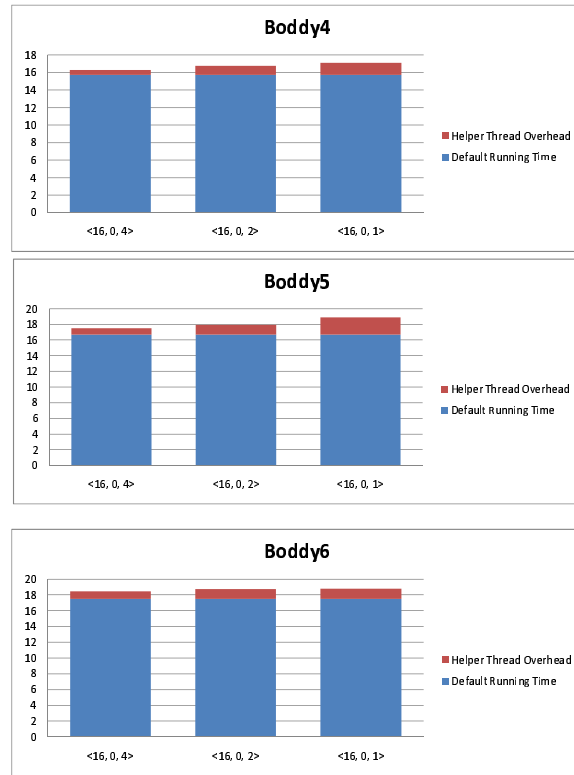 Boddy4
18
16
14
12
10
8
6
4
2
0
Helper Thread Overhead
Default Running Time
<16, 0, 4> <16, 0, 2> <16, 0, 1>
Boddy5
20
18
16
14
12
10
8
6
4
2
0
Helper Thread Overhead
Default Running Time
<16, 0, 4> <16, 0, 2> <16, 0, 1>
Boddy6
20
18
16
14
12
10
8
6
4
2
0
Helper Thread Overhead
Default Running Time
<16, 0, 4> <16, 0, 2> <16, 0, 1>